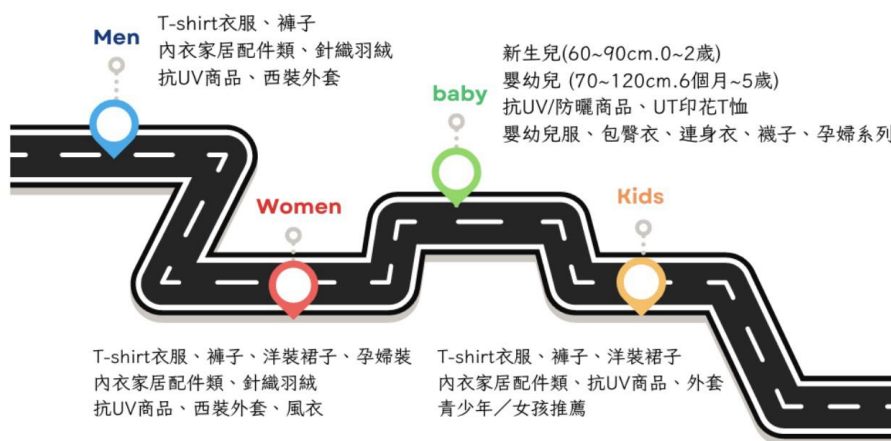 Men
T-shirt衣服、褲子
內衣家居配件類、針織羽絨
抗UV商品、西裝外套
baby
新生兒(60~90cm.0~2歲)
嬰幼兒 (70~120cm.6個月~5歲)
抗UV/防曬商品、UT印花T恤
嬰幼兒服、包臀衣、連身衣、襪子、孕婦系列
Women
T-shirt衣服、褲子、洋裝裙子、孕婦裝
內衣家居配件類、針織羽絨
抗UV商品、西裝外套、風衣
Kids
T-shirt衣服、褲子、洋裝裙子
內衣家居配件類、抗UV商品、外套
青少年／女孩推薦